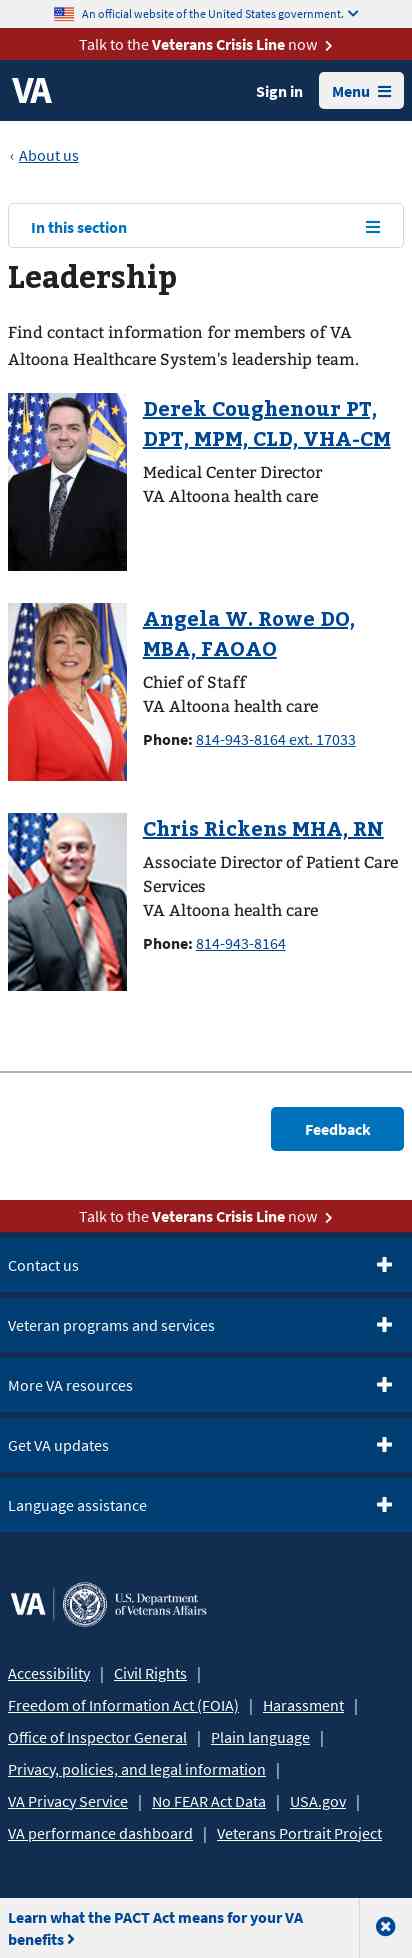 An official website of the United States government.
Talk to the Veterans Crisis Line now
VA
Sign in
Menu
‹ About us
In this section
Leadership
Find contact information for members of VA
Altoona Healthcare System's leadership team.
Derek Coughenour PT,
DPT, MPM, CLD, VHA-CM
Medical Center Director
VA Altoona health care
Angela W. Rowe DO,
MBA, FAOAO
Chief of Staff
VA Altoona health care
Phone: 814-943-8164 ext. 17033
Chris Rickens MHA, RN
Associate Director of Patient Care
Services
VA Altoona health care
Phone: 814-943-8164
Feedback
Talk to the Veterans Crisis Line now
Contact us
Veteran programs and services
More VA resources
Get VA updates
Language assistance
VA
U.S. Department
of Veterans Affairs
Accessibility | Civil Rights |
Freedom of Information Act (FOIA) | Harassment |
Office of Inspector General | Plain language |
Privacy, policies, and legal information |
VA Privacy Service | No FEAR Act Data | USA.gov |
VA performance dashboard | Veterans Portrait Project
Learn what the PACT Act means for your VA
benefits